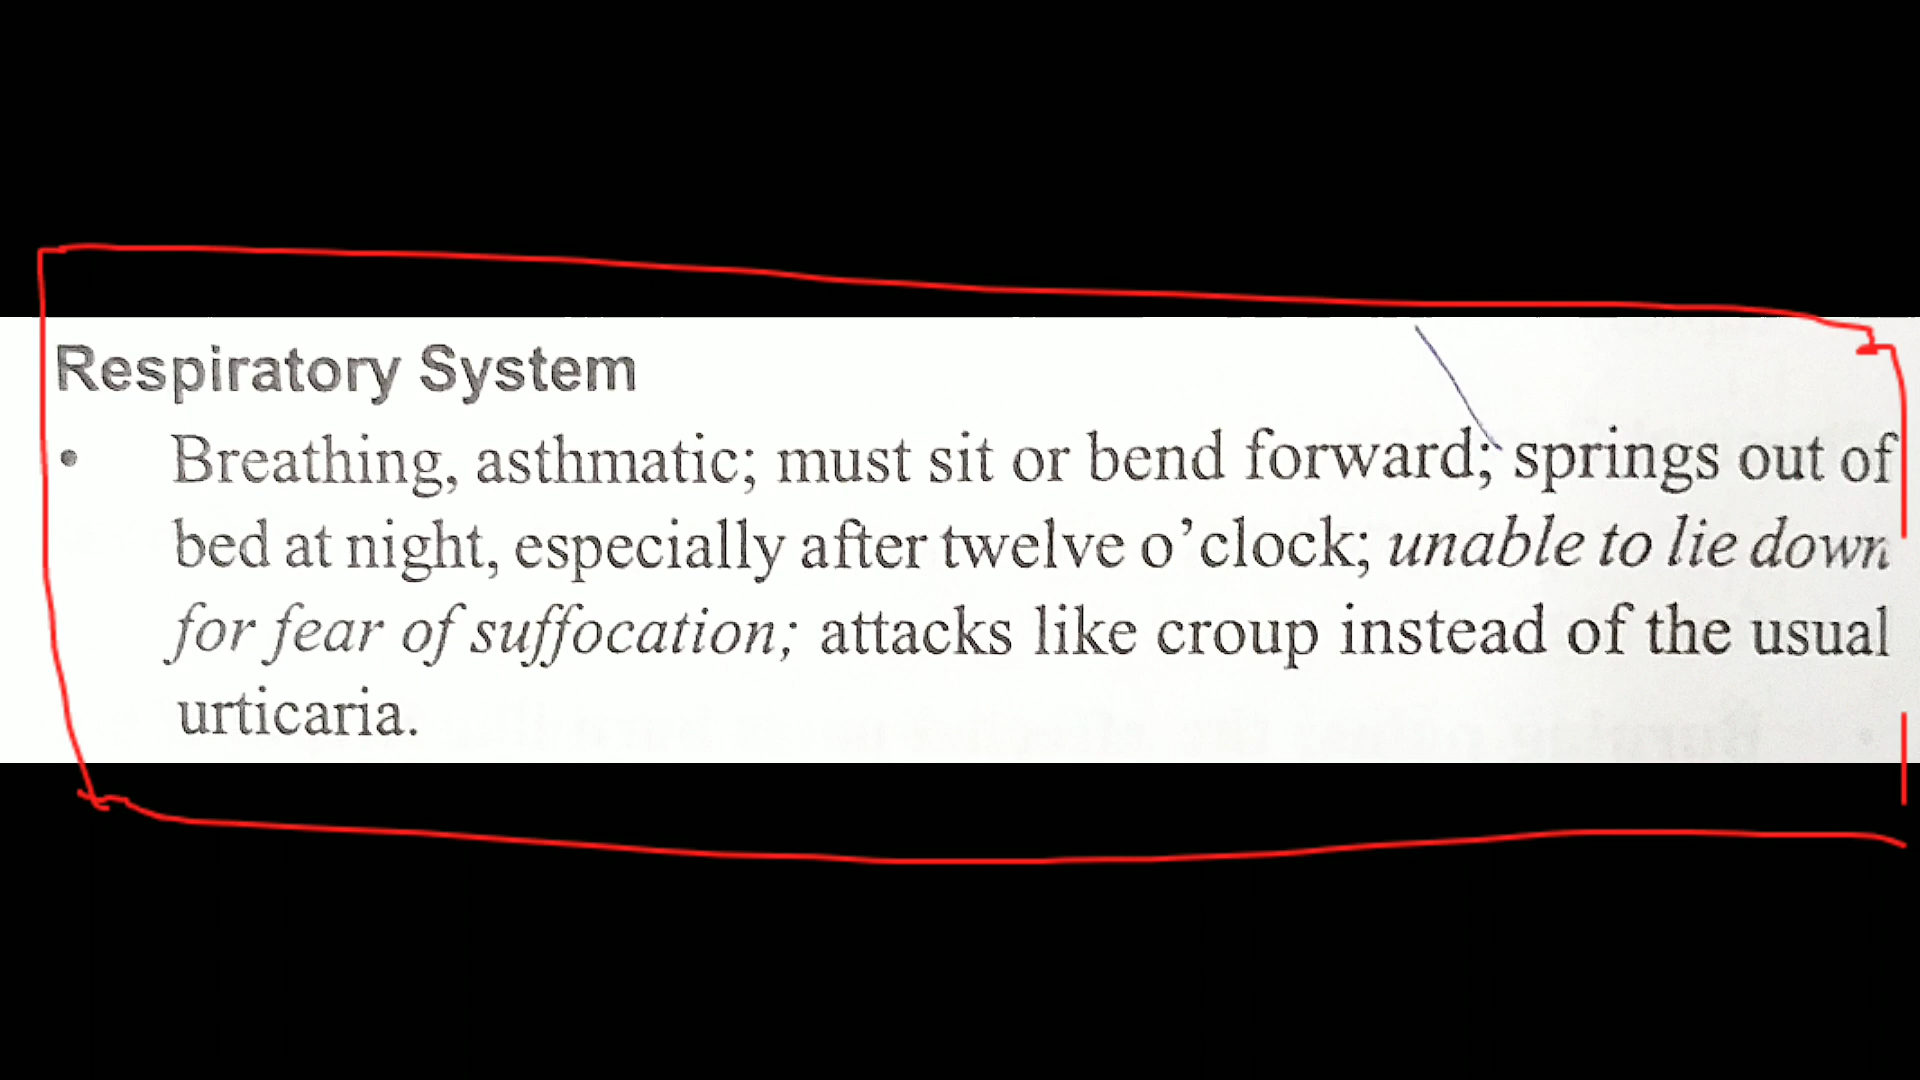 Respiratory System
• Breathing, asthmatic; must sit or bend forward; springs out of
bed at night, especially after twelve o’clock; unable to lie down
for fear of suffocation; attacks like croup instead of the usual
urticaria.